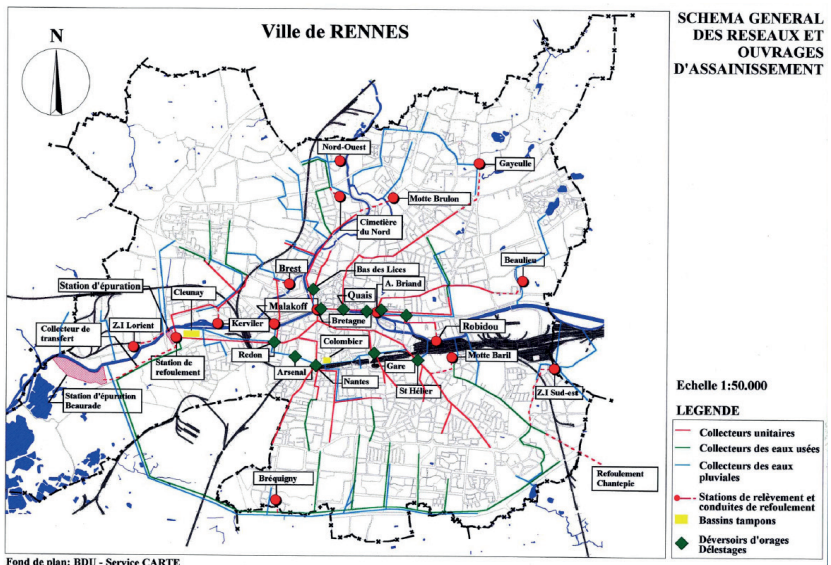 Ville de RENNES
SCHEMA GENERAL
DES RESEAUX ET
OUVRAGES
D'ASSAINISSEMENT
N
Nord-Ouest
Gayeulle
Motte Brulon
Cimetière
du Nord
Beaulieu
Brest
Bas des Lices
A. Briand
Quais
Station d'épuration
Cleunay
Malakoff
Bretagne
Collecteur de
transfert
Z.I Lorient
Kerviler
Robidou
Redon
Colombier
Motte Baril
Station de
refoulement
Arsenal
Gare
Nantes
St Hélier
Z.I Sud-est
Station d'épuration
Beaurade
Bréquigny
Refoulement
Chantepie
Echelle 1:50.000
LEGENDE
Collecteurs unitaires
Collecteurs des eaux usées
Collecteurs des eaux
pluviales
Stations de relèvement et
conduites de refoulement
Bassins tampons
Déversoirs d'orages
Délestages
Fond de plan: BDU - Service CARTE